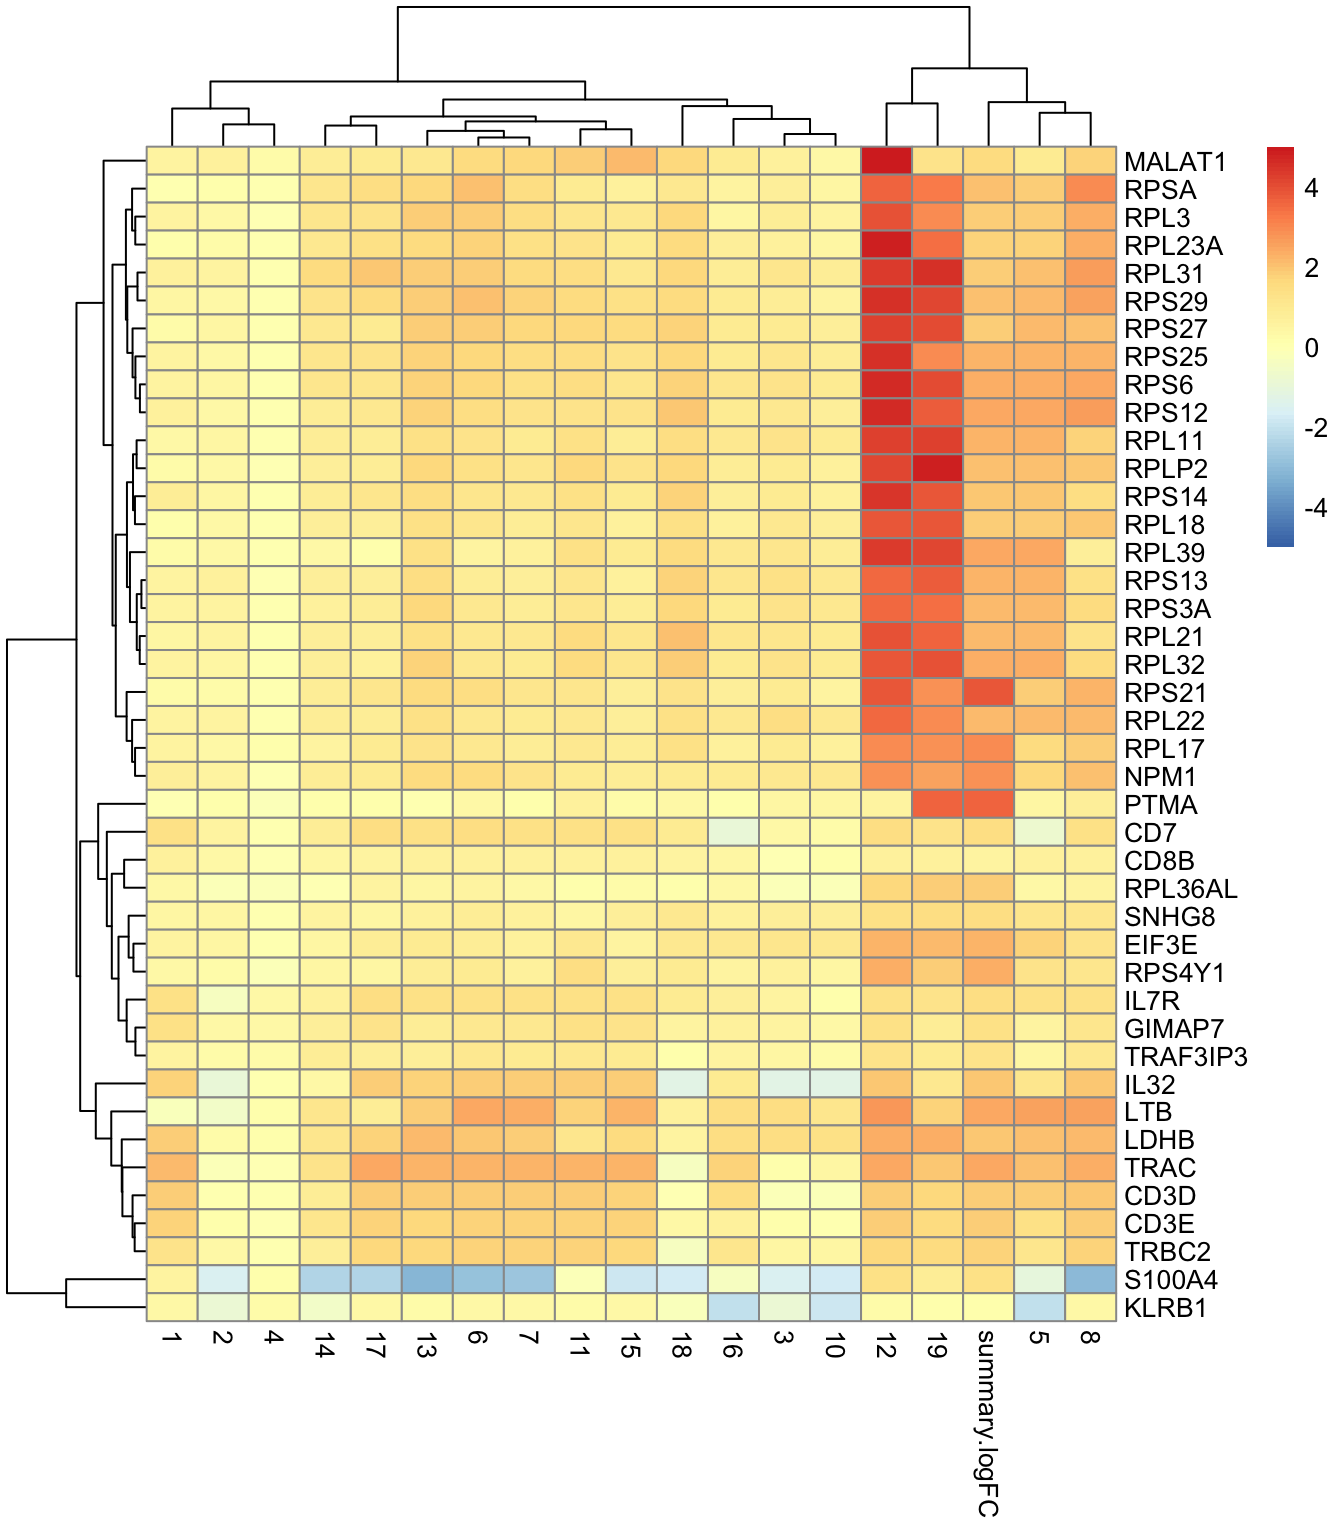 MALAT1
RPSA
RPL3
RPL23A
RPL31
RPS29
RPS27
RPS25
RPS6
RPS12
RPL11
RPLP2
RPS14
RPL18
RPL39
RPS13
RPS3A
RPL21
RPL32
RPS21
RPL22
RPL17
NPM1
PTMA
CD7
CD8B
RPL36AL
SNHG8
EIF3E
RPS4Y1
IL7R
GIMAP7
TRAF3IP3
IL32
LTB
LDHB
TRAC
CD3D
CD3E
TRBC2
S100A4
KLRB1
4
2
0
-2
-4
1
2
4
14
17
13
6
7
11
15
18
16
3
10
12
19
summary.logFC
5
8